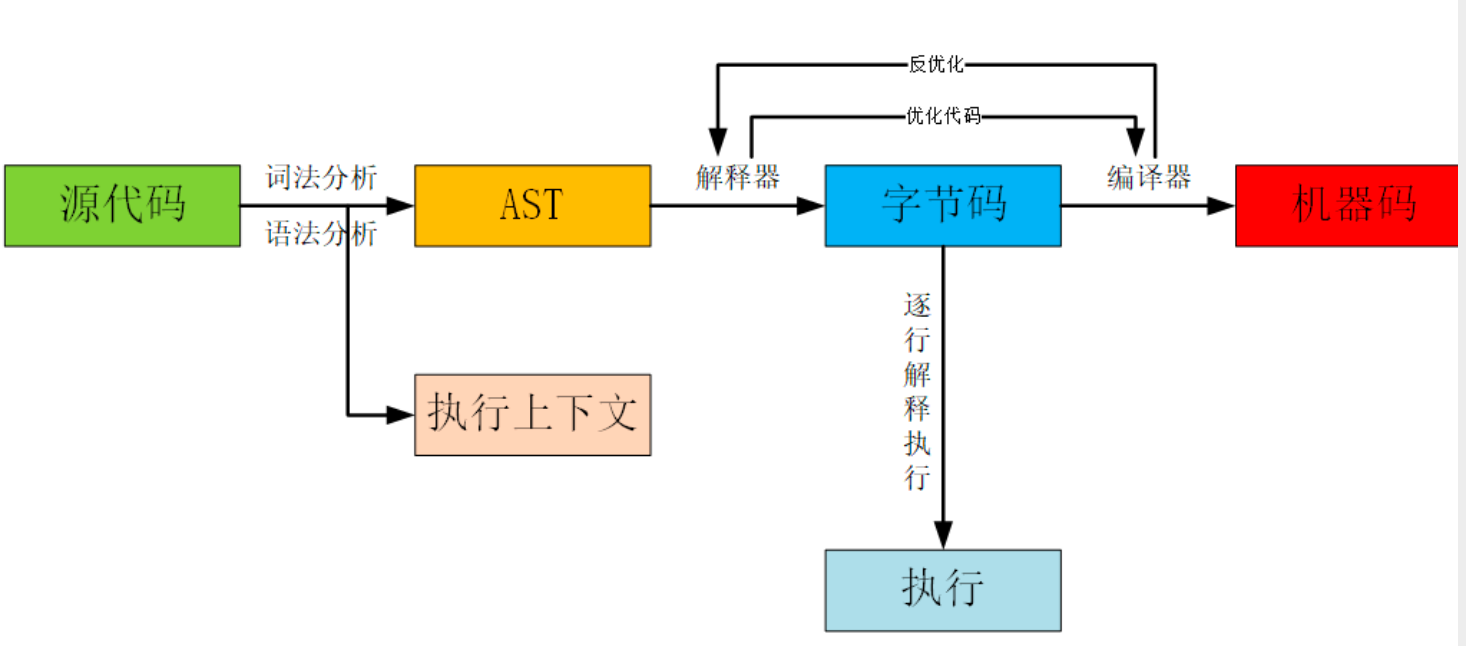 反优化
优化代码
源代码
词法分析
语法分析
AST
解释器
字节码
编译器
机器码
逐行解释执行
执行上下文
执行